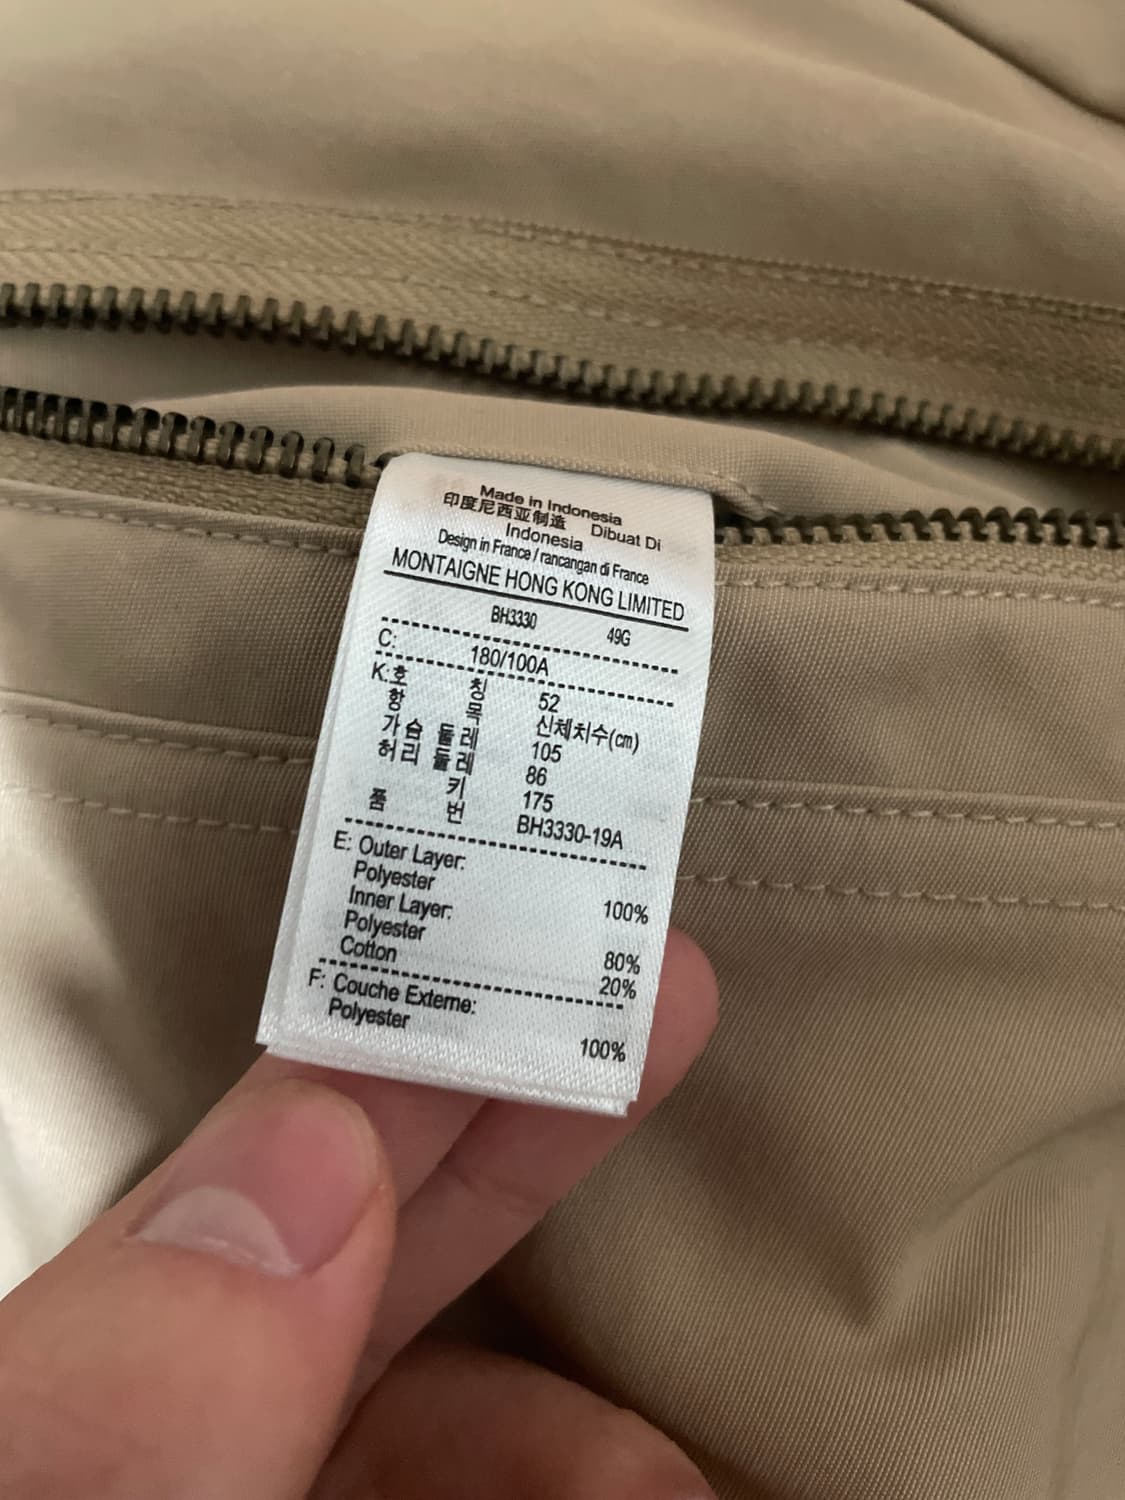 Made in Indonesia
印度尼西亚制造 Dibuat Di
Indonesia
Design in France / rancangan di France
MONTAIGNE HONG KONG LIMITED
BH3330 49G
C: 180/100A
K:호 칭 52
항 목 신체치수(cm)
가슴 둘레 105
허리 둘레 86
키 175
품 번 BH3330-19A
E: Outer Layer:
Polyester 100%
Inner Layer:
Polyester 80%
Cotton 20%
F: Couche Externe:
Polyester 100%